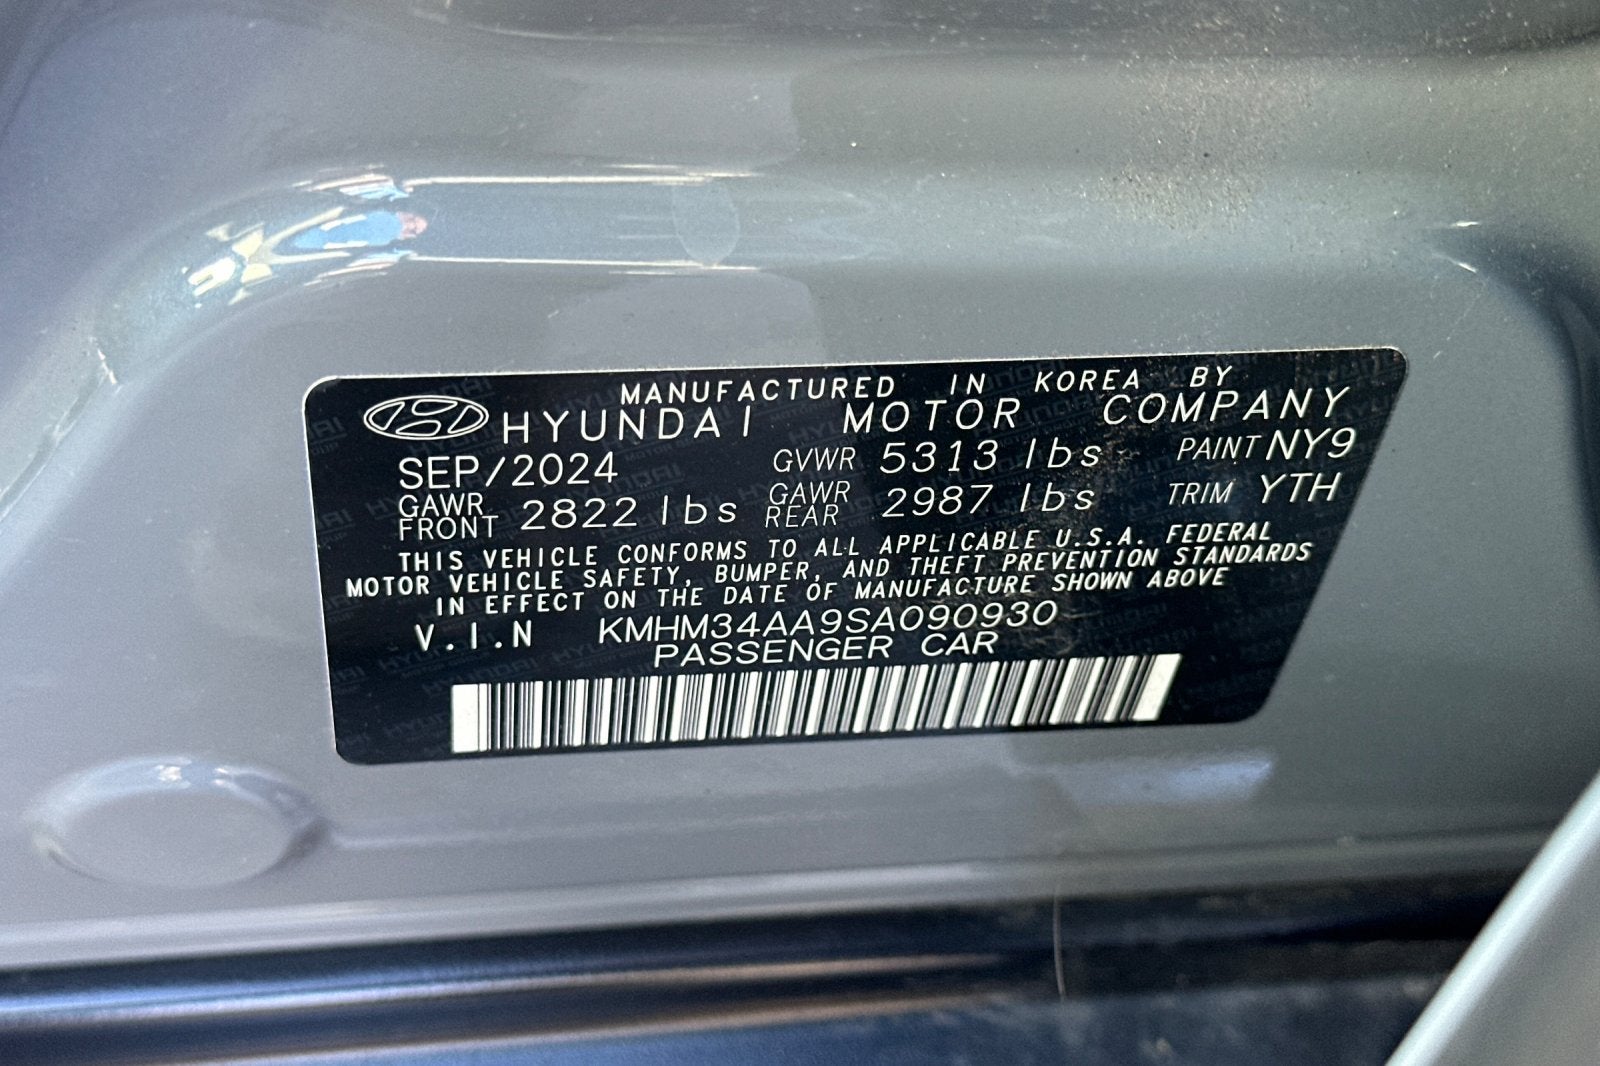 MANUFACTURED IN KOREA BY
HYUNDAI MOTOR COMPANY
SEP/2024 GVWR 5313 lbs PAINT NY9
GAWR FRONT 2822 lbs GAWR REAR 2987 lbs TRIM YTH
THIS VEHICLE CONFORMS TO ALL APPLICABLE U.S.A. FEDERAL
MOTOR VEHICLE SAFETY, BUMPER, AND THEFT PREVENTION STANDARDS
IN EFFECT ON THE DATE OF MANUFACTURE SHOWN ABOVE
V.I.N KMHM34AA9SA090930
PASSENGER CAR